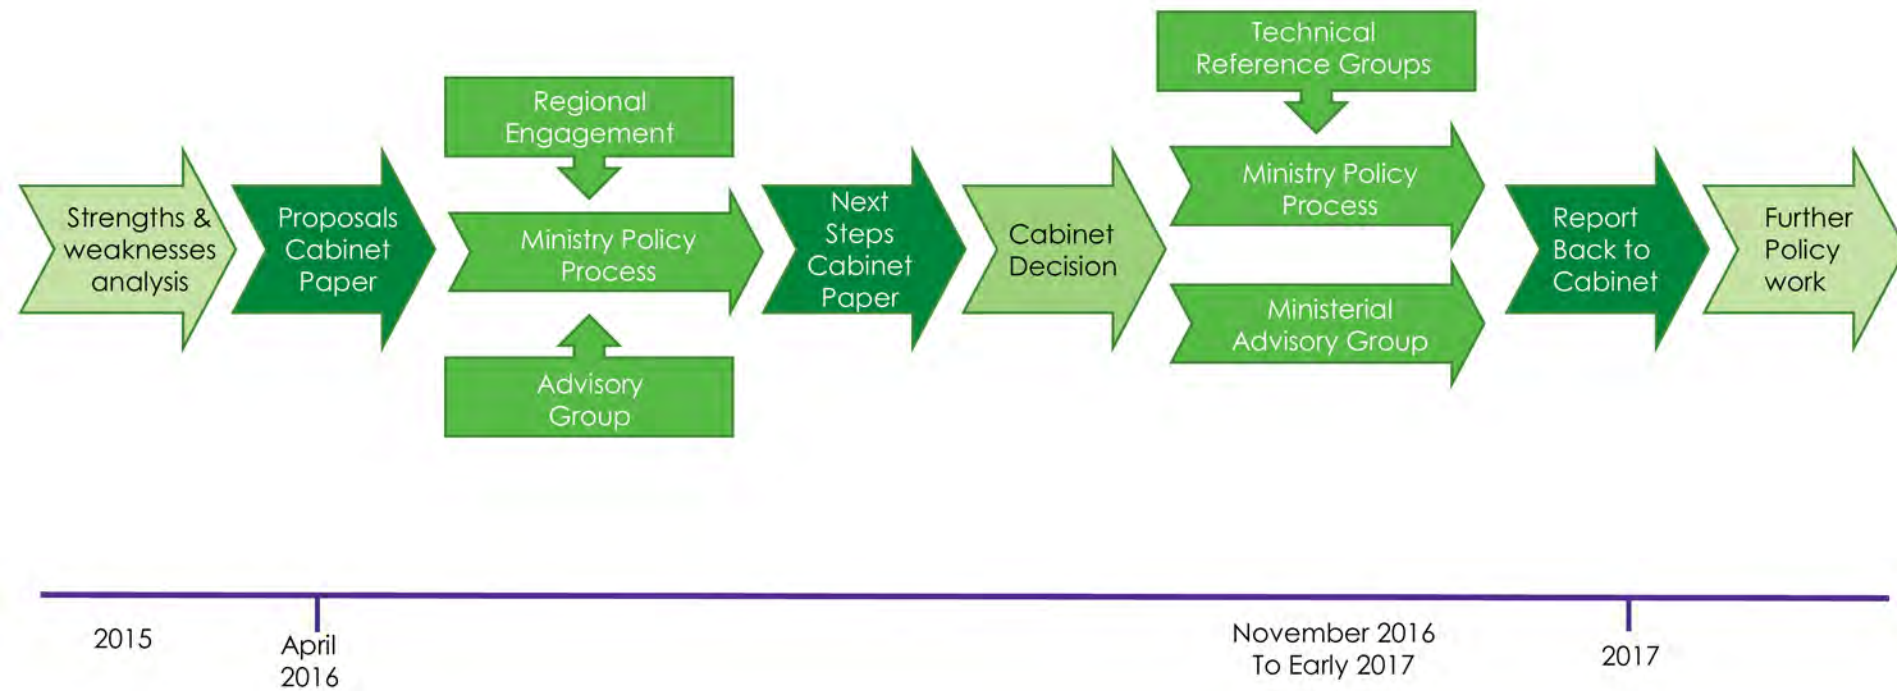 Strengths &
weaknesses
analysis
Proposals
Cabinet
Paper
Regional
Engagement
Ministry Policy
Process
Advisory
Group
Next
Steps
Cabinet
Paper
Cabinet
Decision
Technical
Reference Groups
Ministry Policy
Process
Ministerial
Advisory Group
Report
Back to
Cabinet
Further
Policy
work
2015
April
2016
November 2016
To Early 2017
2017